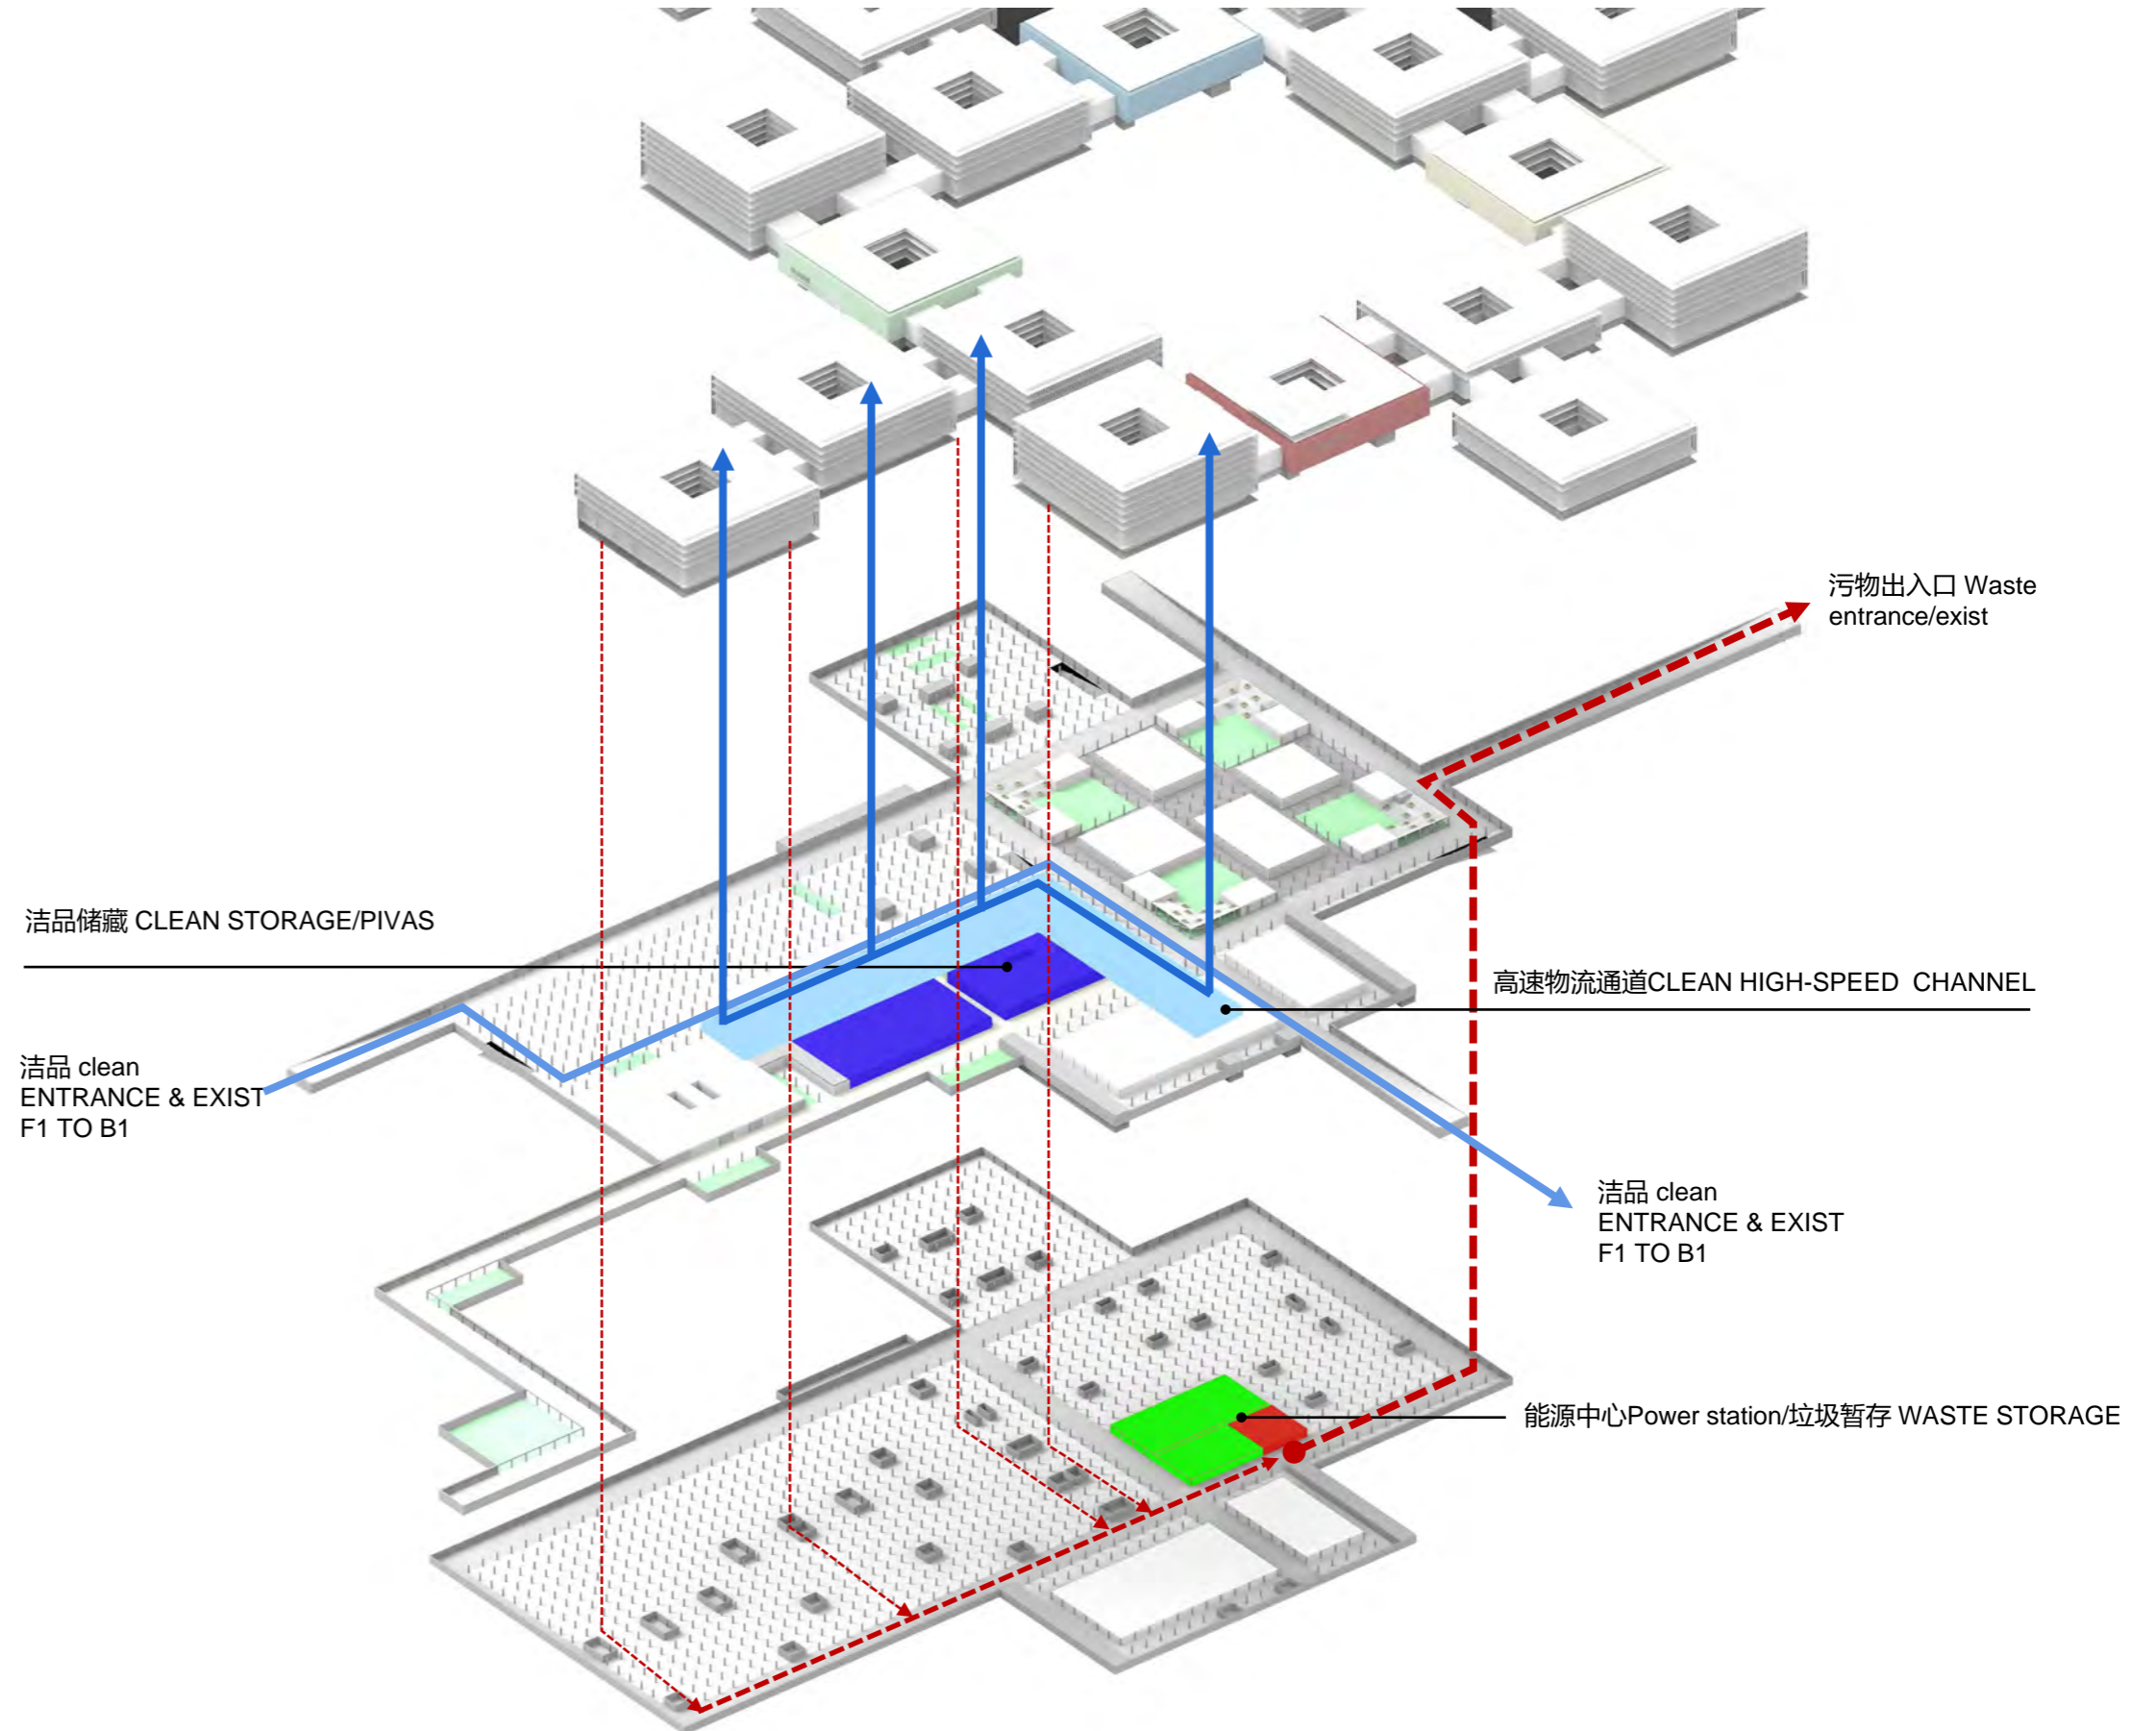 污物出入口 Waste
entrance/exist
洁品储藏 CLEAN STORAGE/PIVAS
高速物流通道CLEAN HIGH-SPEED CHANNEL
洁品 clean
ENTRANCE & EXIST
F1 TO B1
洁品 clean
ENTRANCE & EXIST
F1 TO B1
能源中心Power station/垃圾暂存 WASTE STORAGE